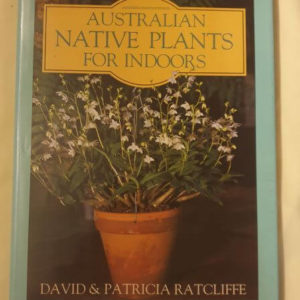 AUSTRALIAN
NATIVE PLANTS
FOR INDOORS
DAVID & PATRICIA RATCLIFFE